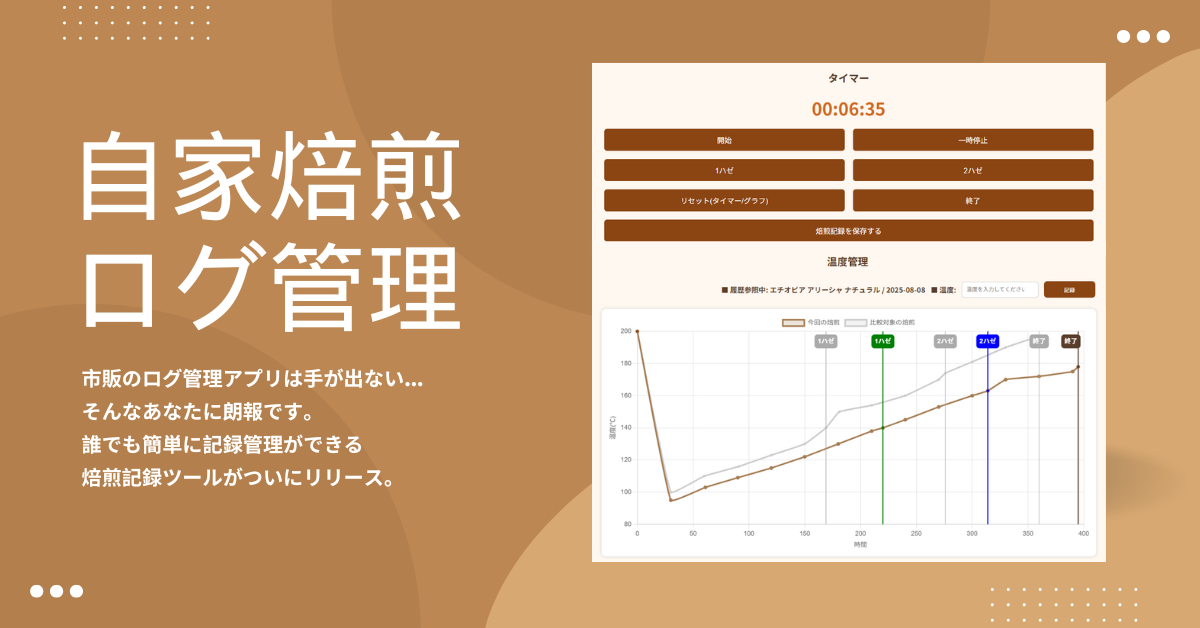 自家焙煎
ログ管理
市販のログ管理アプリは手が出ない...
そんなあなたに朗報です。
誰でも簡単に記録管理ができる
焙煎記録ツールがついにリリース。
タイマー
00:06:35
開始
一時停止
1ハゼ
2ハゼ
リセット(タイマー/グラフ)
終了
焙煎記録を保存する
温度管理
■ 履歴参照中: エチオピア アリーシャ ナチュラル / 2025-08-08 ■ 温度: 温度を入力してください 記録
今回の焙煎 比較対象の焙煎
1ハゼ 1ハゼ 2ハゼ 2ハゼ 終了 終了
温度(°C)
200
180
160
140
120
100
80
0 50 100 150 200 250 300 350 400
時間